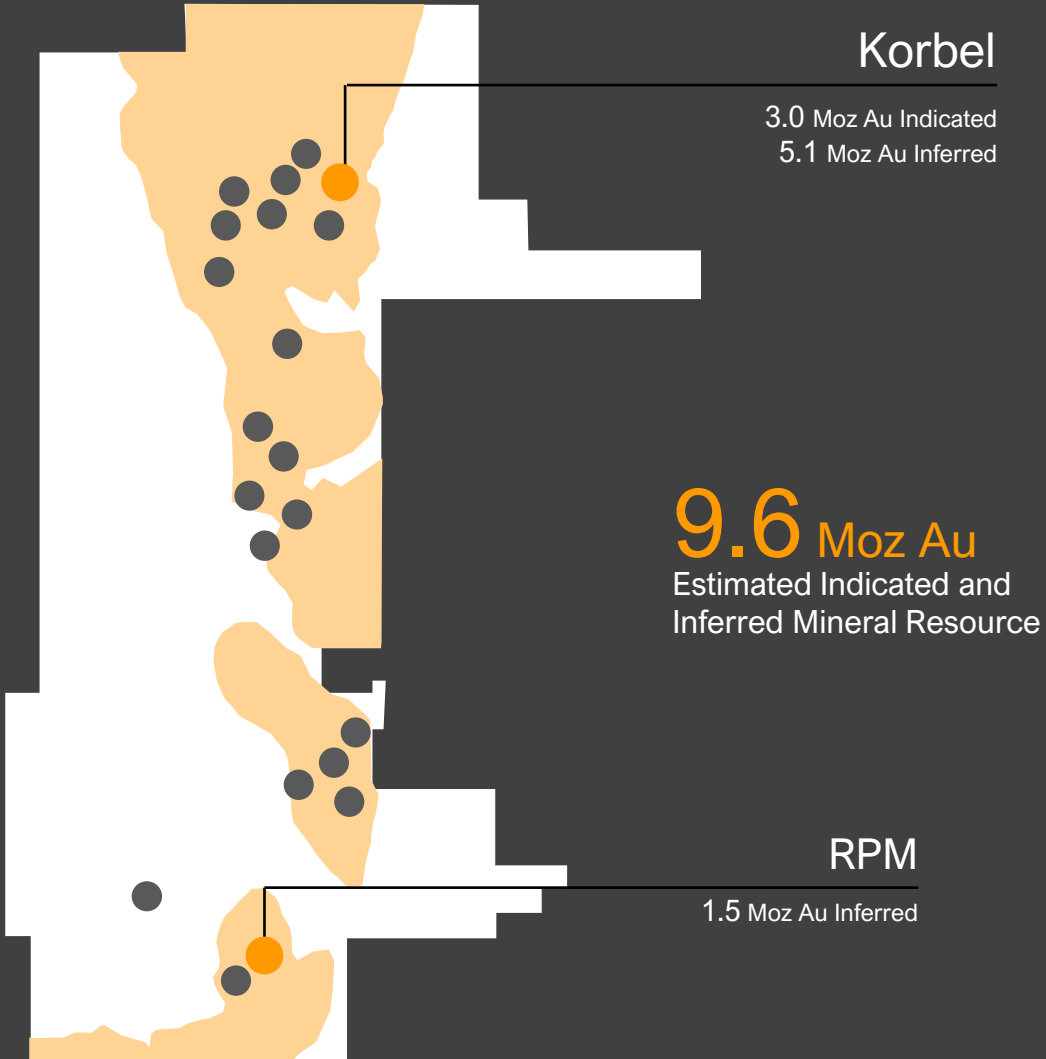 Korbel
3.0 Moz Au Indicated
5.1 Moz Au Inferred
9.6 Moz Au
Estimated Indicated and
Inferred Mineral Resource
RPM
1.5 Moz Au Inferred